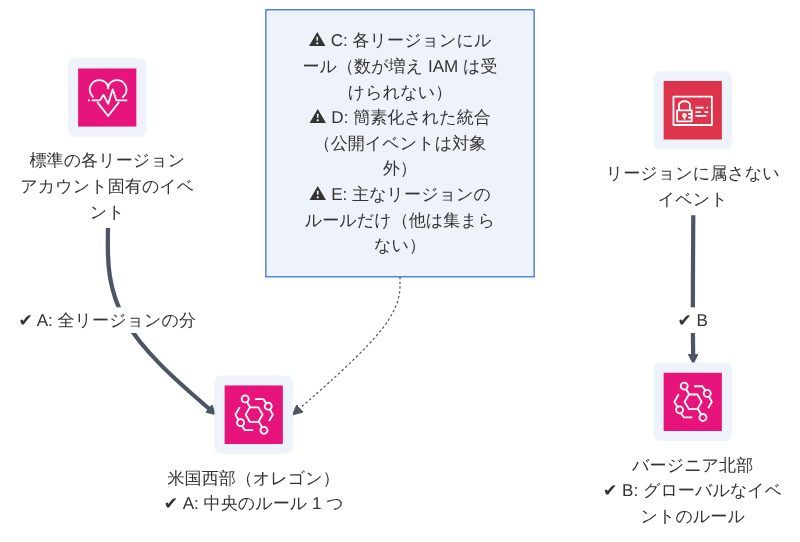 ⚠ C: 各リージョンにル
ール（数が増え IAM は受
けられない）
⚠ D: 簡素化された統合
（公開イベントは対象
外）
⚠ E: 主なリージョンの
ルールだけ（他は集まら
ない）
標準の各リージョン
アカウント固有のイベ
ント
リージョンに属さない
イベント
✔ A: 全リージョンの分
✔ B
米国西部（オレゴン）
✔ A: 中央のルール 1 つ
バージニア北部
✔ B: グローバルなイベ
ントのルール